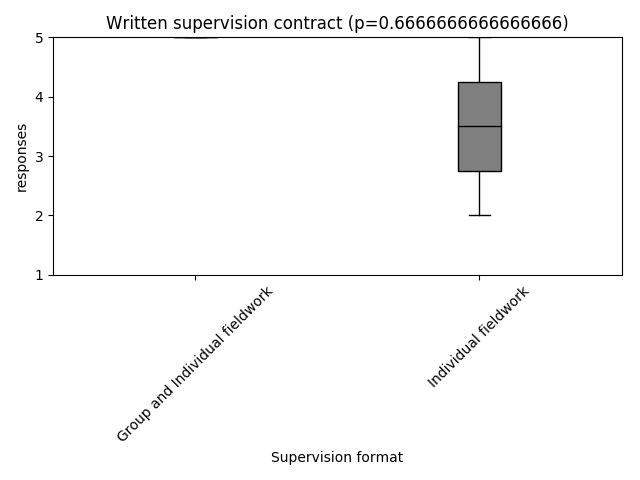 Written supervision contract (p=0.6666666666666666)
5
4
3
2
1
responses
Group and Individual fieldwork
Individual fieldwork
Supervision format